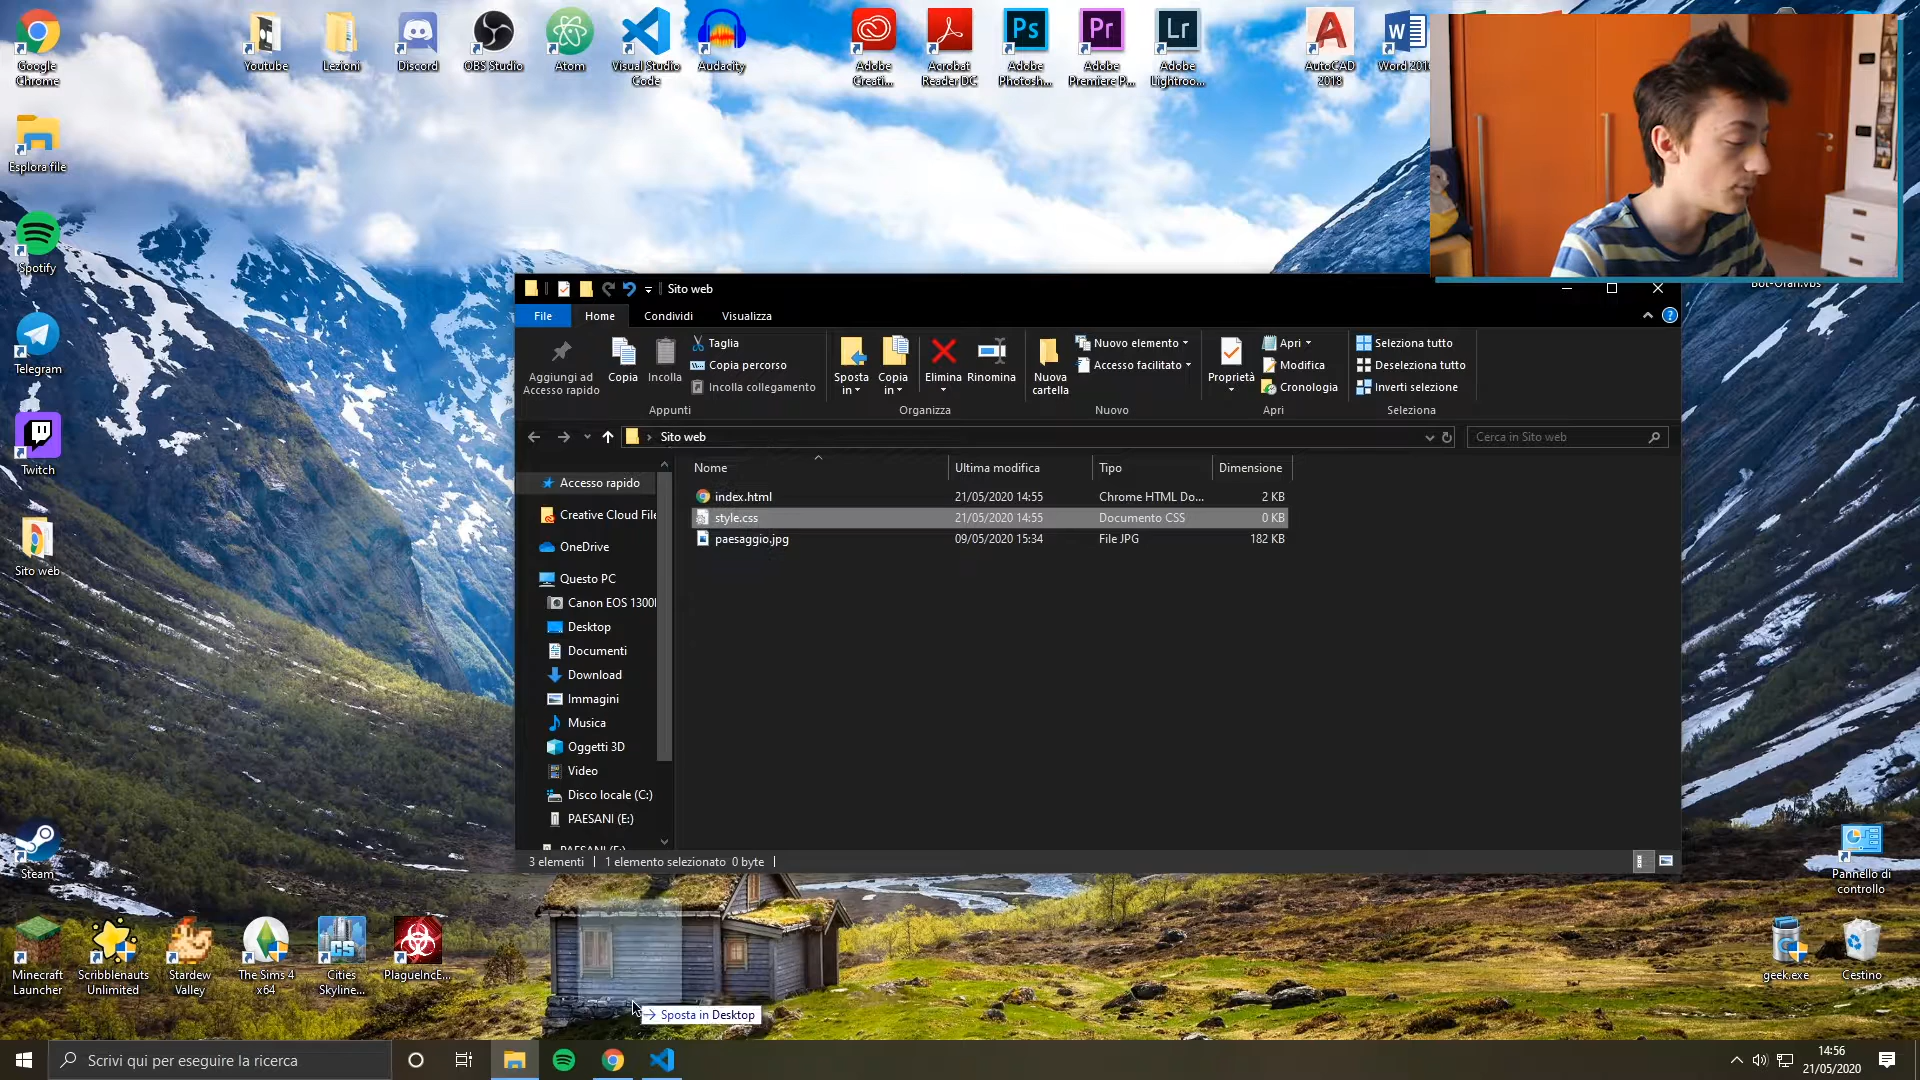 Google
Chrome
Youtube
Lezioni
Discord
OBS Studio
Atom
Visual Studio
Code
Audacity
Adobe
Creati...
Acrobat
Reader DC
Adobe
Photosh...
Adobe
Premiere P...
Adobe
Lightroo...
AutoCAD
2018
Word 201
Esplora file
Spotify
Telegram
Twitch
Sito web
Steam
Minecraft
Launcher
Scribblenauts
Unlimited
Stardew
Valley
The Sims 4
x64
Cities
Skyline...
PlagueIncE...
Bot-Orari.vbs
Sito web
File
Home
Condividi
Visualizza
Aggiungi ad
Accesso rapido
Copia
Incolla
Taglia
Copia percorso
Incolla collegamento
Appunti
Sposta
in
Copia
in
Elimina
Rinomina
Organizza
Nuova
cartella
Nuovo elemento
Accesso facilitato
Nuovo
Proprietà
Apri
Modifica
Cronologia
Apri
Seleziona tutto
Deseleziona tutto
Inverti selezione
Seleziona
Sito web
Cerca in Sito web
Accesso rapido
Creative Cloud File
OneDrive
Questo PC
Canon EOS 1300
Desktop
Documenti
Download
Immagini
Musica
Oggetti 3D
Video
Disco locale (C:)
PAESANI (E:)
PAESANI (E:)
Nome Ultima modifica Tipo Dimensione
index.html 21/05/2020 14:55 Chrome HTML Do... 2 KB
style.css 21/05/2020 14:55 Documento CSS 0 KB
paesaggio.jpg 09/05/2020 15:34 File JPG 182 KB
3 elementi 1 elemento selezionato 0 byte
Sposta in Desktop
Pannello di
controllo
geek.exe
Cestino
Scrivi qui per eseguire la ricerca
14:56
21/05/2020